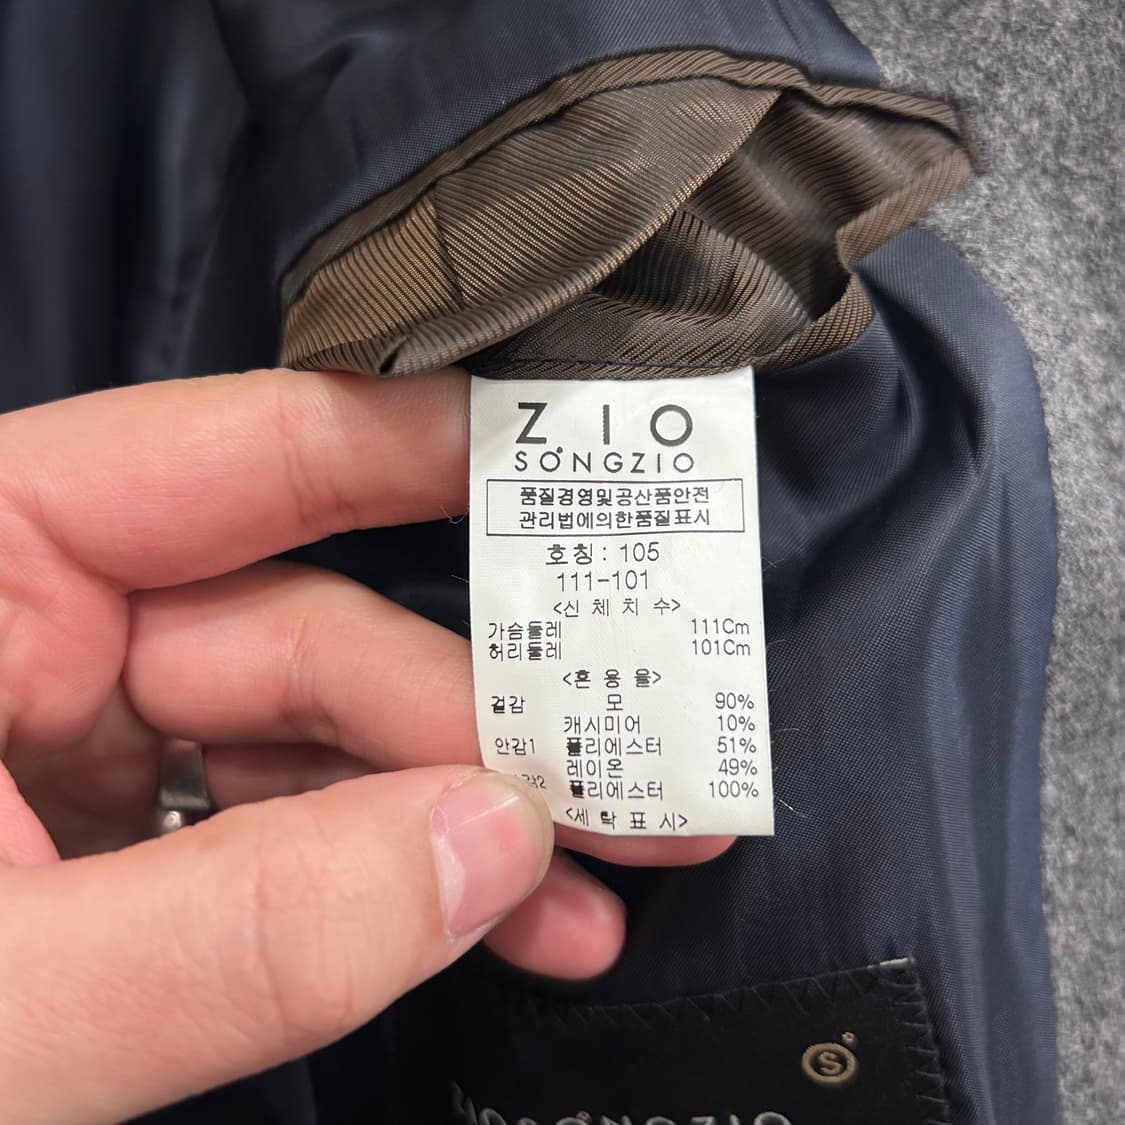 ZIO
SONGZIO
품질경영및공산품안전
관리법에의한품질표시
호칭: 105
111-101
<신 체 치 수>
가슴둘레 111Cm
허리둘레 101Cm
<혼 용 율>
겉감 모 90%
캐시미어 10%
안감1 폴리에스터 51%
레이온 49%
폴리에스터 100%
<세 탁 표 시>
S
SONGZIO